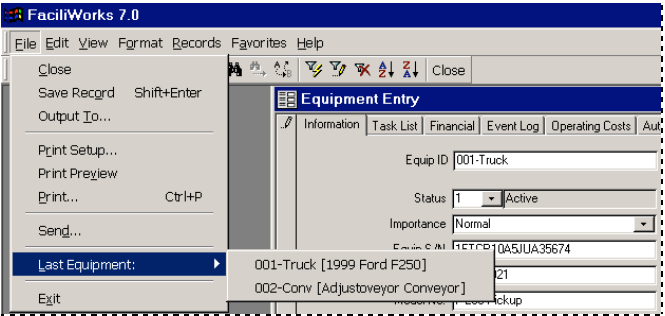 FaciliWorks 7.0
File Edit View Format Records Favorites Help
Close
Close
Save Record Shift+Enter
Output To...
Print Setup...
Print Preview
Print... Ctrl+P
Send...
Last Equipment:
Exit
001-Truck [1999 Ford F250]
002-Conv [Adjustoveyor Conveyor]
Equipment Entry
Information Task List Financial Event Log Operating Costs
Equip ID 001-Truck
Status 1 Active
Importance Normal
Equip S/N 1FTCR10A5JUA35674